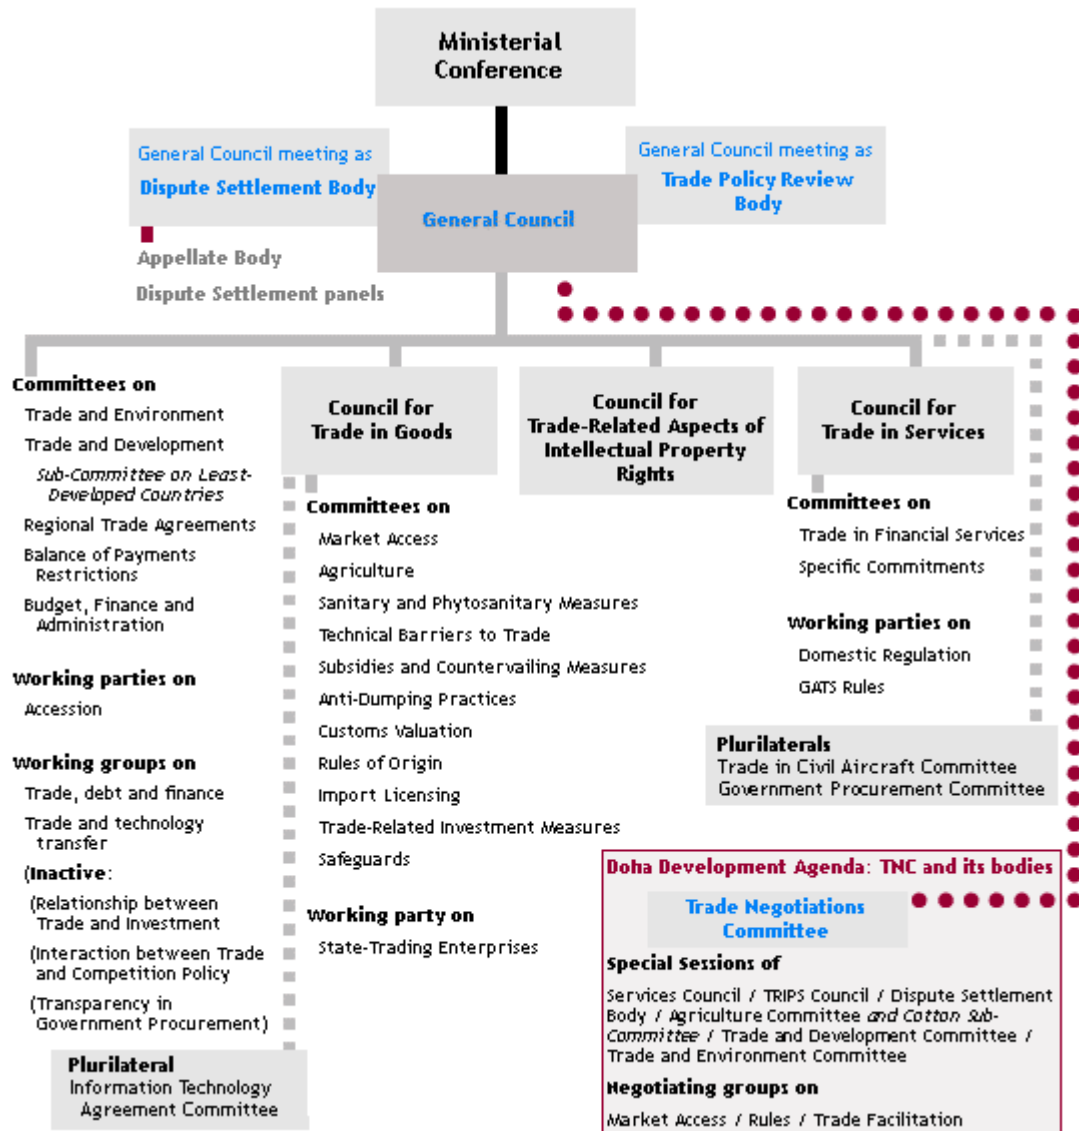 Ministerial
Conference
General Council meeting as
Dispute Settlement Body
General Council meeting as
Trade Policy Review
Body
General Council
Appellate Body
Dispute Settlement panels
Committees on
Trade and Environment
Trade and Development
Sub-Committee on Least-
Developed Countries
Regional Trade Agreements
Balance of Payments
Restrictions
Budget, Finance and
Administration
Working parties on
Accession
Working groups on
Trade, debt and finance
Trade and technology
transfer
(Inactive:
(Relationship between
Trade and Investment
(Interaction between Trade
and Competition Policy
(Transparency in
Government Procurement)
Plurilateral
Information Technology
Agreement Committee
Council for
Trade in Goods
Committees on
Market Access
Agriculture
Sanitary and Phytosanitary Measures
Technical Barriers to Trade
Subsidies and Countervailing Measures
Anti-Dumping Practices
Customs Valuation
Rules of Origin
Import Licensing
Trade-Related Investment Measures
Safeguards
Working party on
State-Trading Enterprises
Council for
Trade-Related Aspects of
Intellectual Property
Rights
Council for
Trade in Services
Committees on
Trade in Financial Services
Specific Commitments
Working parties on
Domestic Regulation
GATS Rules
Plurilaterals
Trade in Civil Aircraft Committee
Government Procurement Committee
Doha Development Agenda: TNC and its bodies
Trade Negotiations
Committee
Special Sessions of
Services Council / TRIPS Council / Dispute Settlement
Body / Agriculture Committee and Cotton Sub-
Committee / Trade and Development Committee /
Trade and Environment Committee
Negotiating groups on
Market Access / Rules / Trade Facilitation